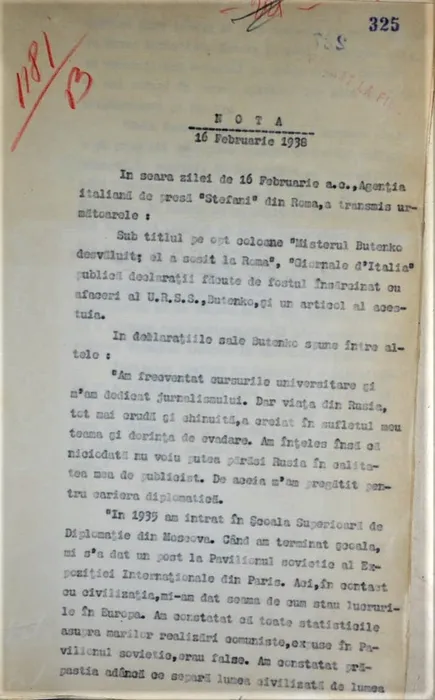 325
1181
B
N O T A
16 Februarie 1938
In seara zilei de 16 Februarie a.c.,Agenţia
italiană de presă "Stefani" din Roma,a transmis ur-
mătoarele :
Sub titlul pe opt coloane "Misterul Butenko
desvăluit; el a sosit la Roma", "Giornale d'Italia"
publică declaraţii făcute de fostul însărcinat cu
afaceri al U.R.S.S.,Butenko,şi un articol al aces-
tuia.
In declaraţiile sale Butenko spune între al-
tele :
"Am frecventat cursurile universitare şi
m'am dedicat jurnalismului. Dar viaţa din Rusia,
tot mai crudă şi chinuită,a creiat în sufletul meu
teama şi dorinţa de evadare. Am înţeles însă că
niciodată nu voiu putea părăsi Rusia în calita-
tea mea de publicist. De aceia m'am pregătit pen-
tru cariera diplomatică.
"In 1935 am intrat în Şcoala Superioară de
Diplomaţie din Moscova. Când am terminat şcoala,
mi s'a dat un post la Pavilionul sovietic al Ex-
poziţiei Internaţionale din Paris. Aci,în contact
cu civilizaţia,mi-am dat seama de cum stau lucruri-
le în Europa. Am constatat că toate statisticile
asupra marilor realizări comuniste,expuse în Pa-
vilionul sovietic,erau false. Am constatat pră-
pastia adâncă ce separă lumea civilizată de lumea